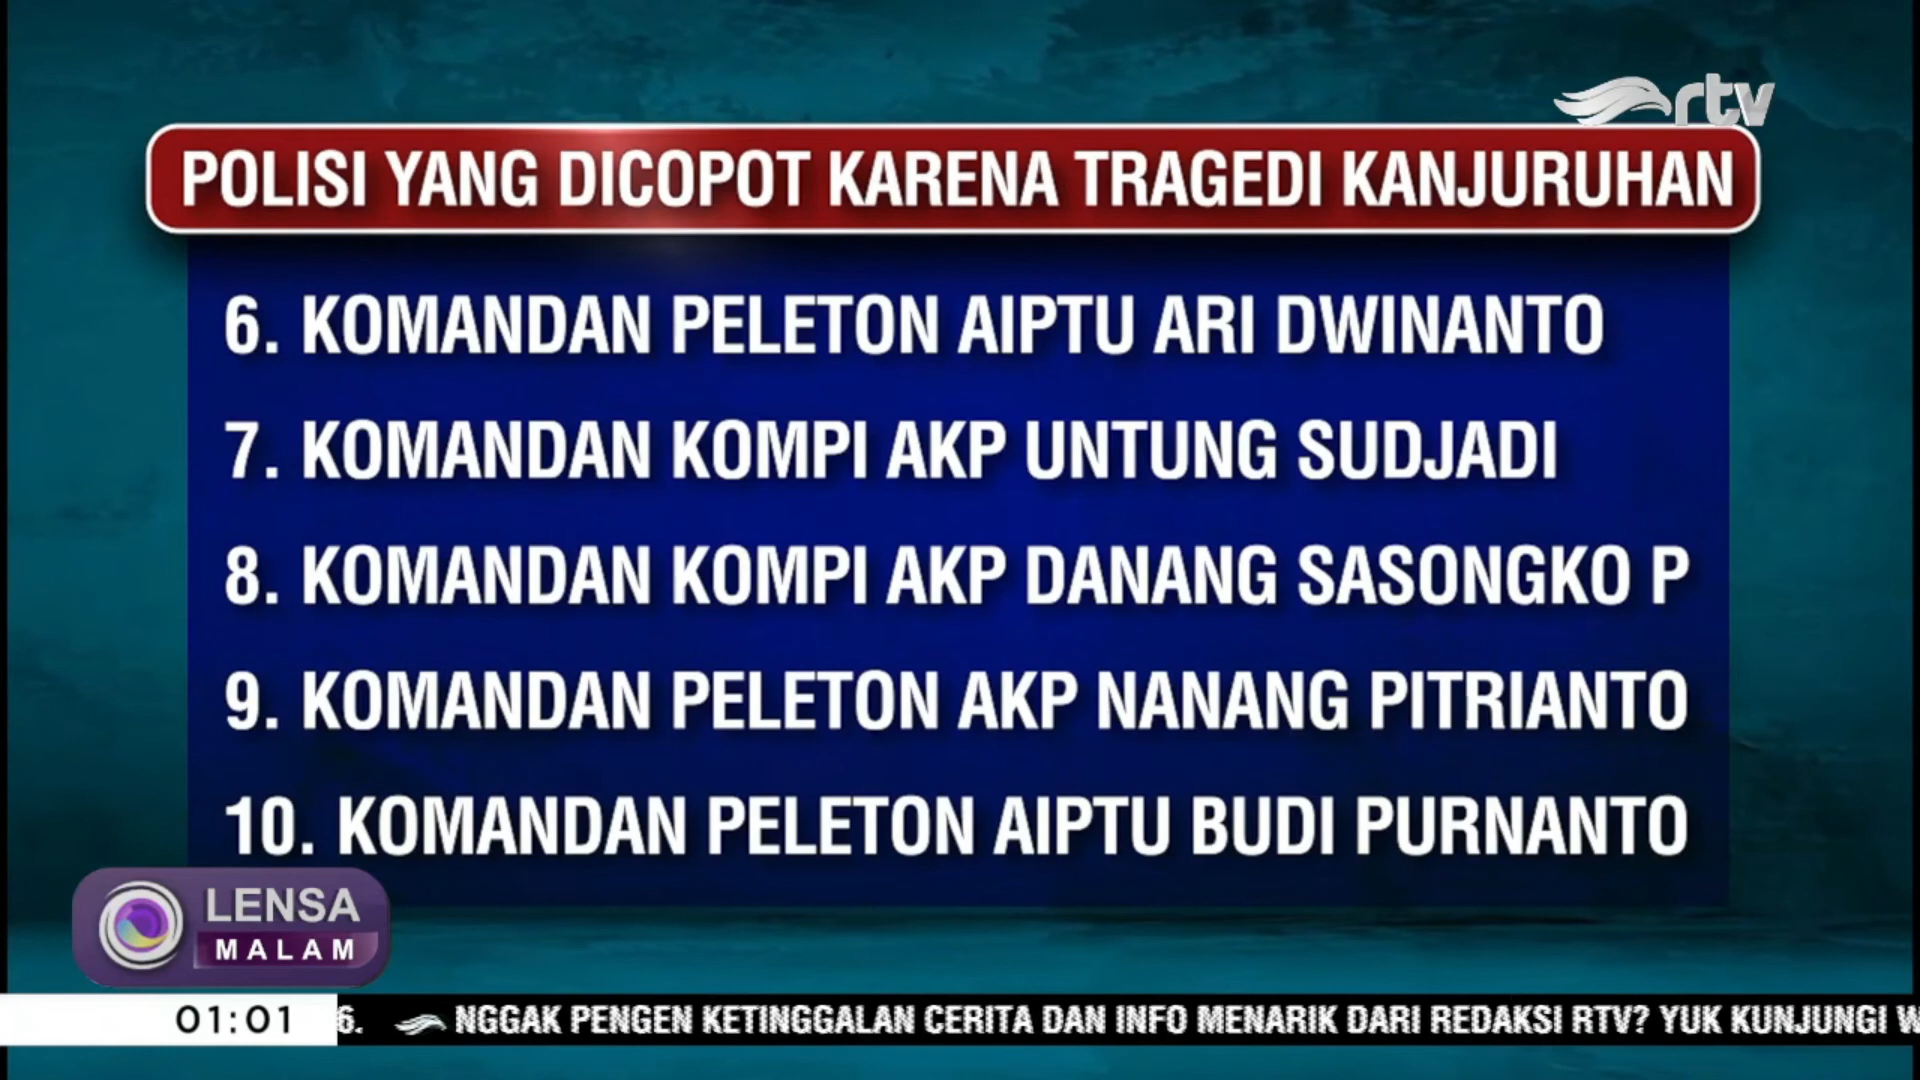 rtv
POLISI YANG DICOPOT KARENA TRAGEDI KANJURUHAN
6. KOMANDAN PELETON AIPTU ARI DWINANTO
7. KOMANDAN KOMPI AKP UNTUNG SUDJADI
8. KOMANDAN KOMPI AKP DANANG SASONGKO P
9. KOMANDAN PELETON AKP NANANG PITRIANTO
10. KOMANDAN PELETON AIPTU BUDI PURNANTO
LENSA
MALAM
01:01 6. NGGAK PENGEN KETINGGALAN CERITA DAN INFO MENARIK DARI REDAKSI RTV? YUK KUNJUNGI W